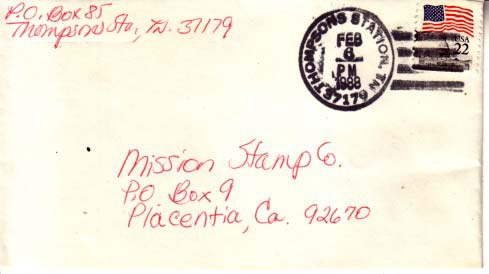 P.O. Box 85
Thompsons Sta, TN. 37179
THOMPSONS STATION, TN
FEB
6
PM
1988
37179
USA
22
Mission Stamp Co.
P.O Box 9
Placentia, Ca. 92670